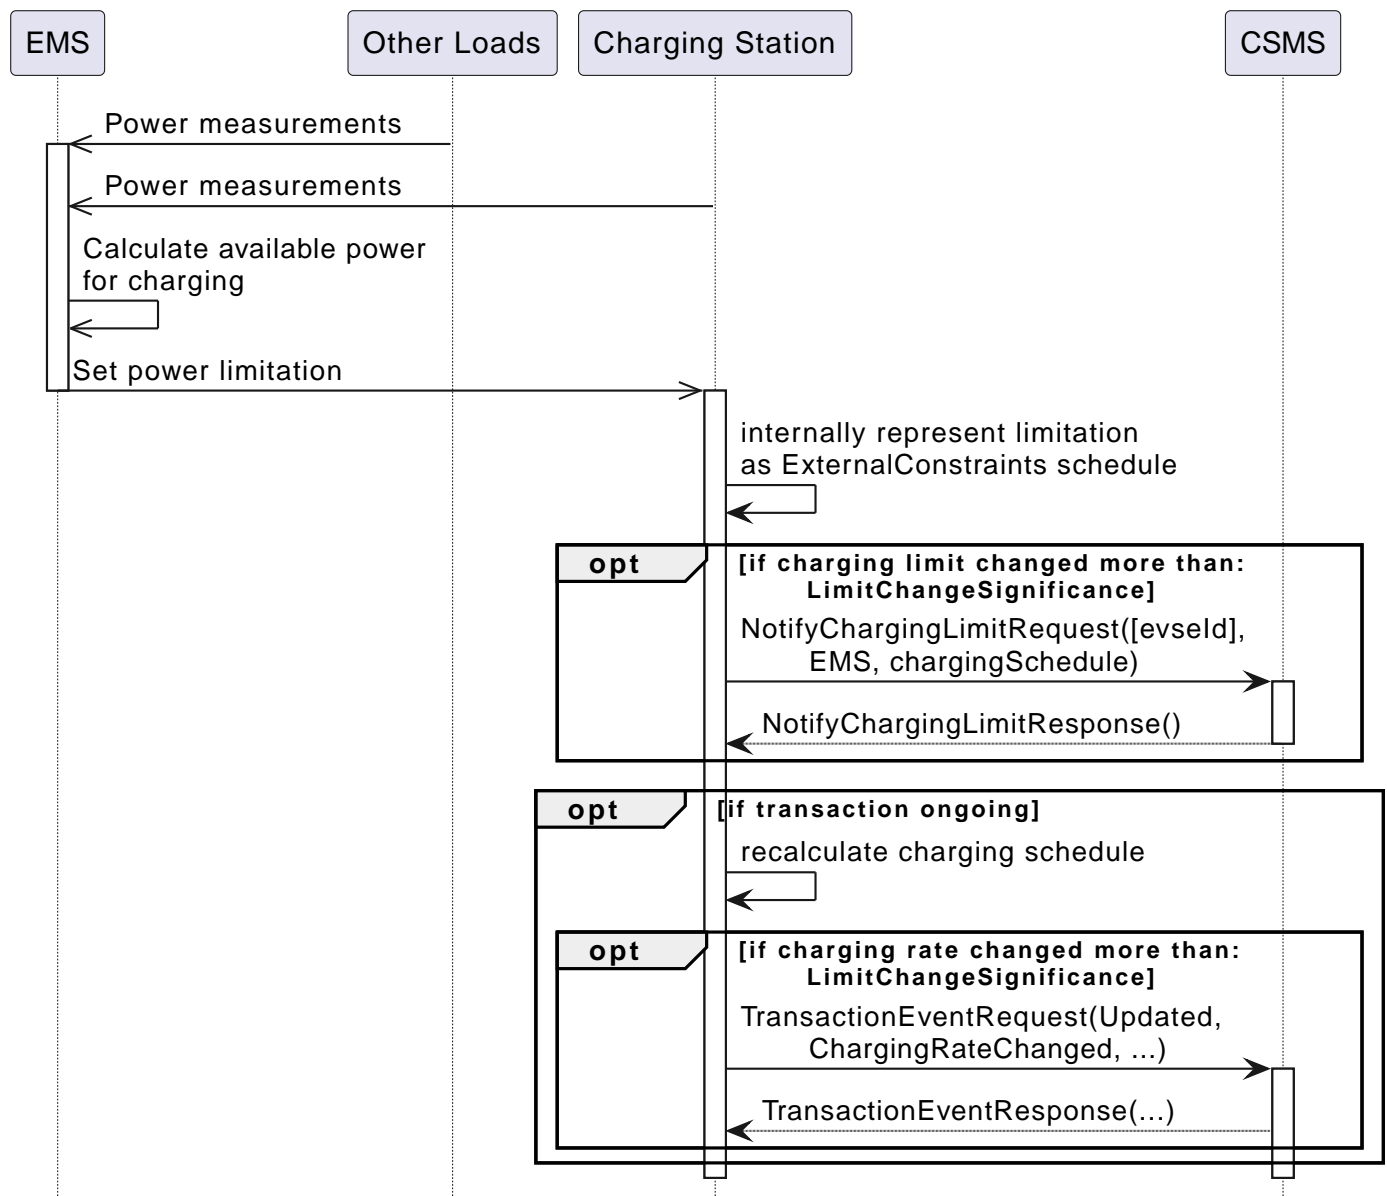 EMS
Other Loads
Charging Station
CSMS
Power measurements
Power measurements
Calculate available power
for charging
Set power limitation
internally represent limitation
as ExternalConstraints schedule
opt
[if charging limit changed more than:
LimitChangeSignificance]
NotifyChargingLimitRequest([evseId],
EMS, chargingSchedule)
NotifyChargingLimitResponse()
opt
[if transaction ongoing]
recalculate charging schedule
opt
[if charging rate changed more than:
LimitChangeSignificance]
TransactionEventRequest(Updated,
ChargingRateChanged, ...)
TransactionEventResponse(...)